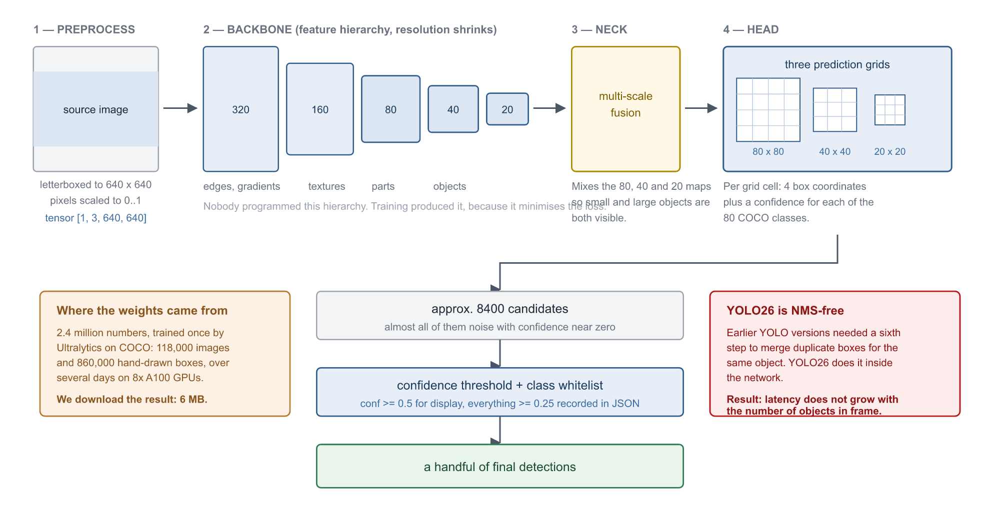 1 — PREPROCESS
2 — BACKBONE (feature hierarchy, resolution shrinks)
3 — NECK
4 — HEAD
source image
320
160
80
40
20
multi-scale
fusion
three prediction grids
80 x 80
40 x 40
20 x 20
letterboxed to 640 x 640
pixels scaled to 0..1
tensor [1, 3, 640, 640]
edges, gradients
textures
parts
objects
Nobody programmed this hierarchy. Training produced it, because it minimises the loss.
Mixes the 80, 40 and 20 maps
so small and large objects are
both visible.
Per grid cell: 4 box coordinates
plus a confidence for each of the
80 COCO classes.
Where the weights came from
2.4 million numbers, trained once by
Ultralytics on COCO: 118,000 images
and 860,000 hand-drawn boxes, over
several days on 8x A100 GPUs.
We download the result: 6 MB.
approx. 8400 candidates
almost all of them noise with confidence near zero
confidence threshold + class whitelist
conf >= 0.5 for display, everything >= 0.25 recorded in JSON
a handful of final detections
YOLO26 is NMS-free
Earlier YOLO versions needed a sixth
step to merge duplicate boxes for the
same object. YOLO26 does it inside
the network.
Result: latency does not grow with
the number of objects in frame.